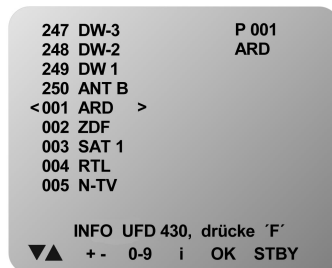 247 DW-3 P 001
248 DW-2 ARD
249 DW 1
250 ANT B
<001 ARD >
002 ZDF
003 SAT 1
004 RTL
005 N-TV
INFO UFD 430, drücke ´F´
▼▲ + - 0-9 i OK STBY